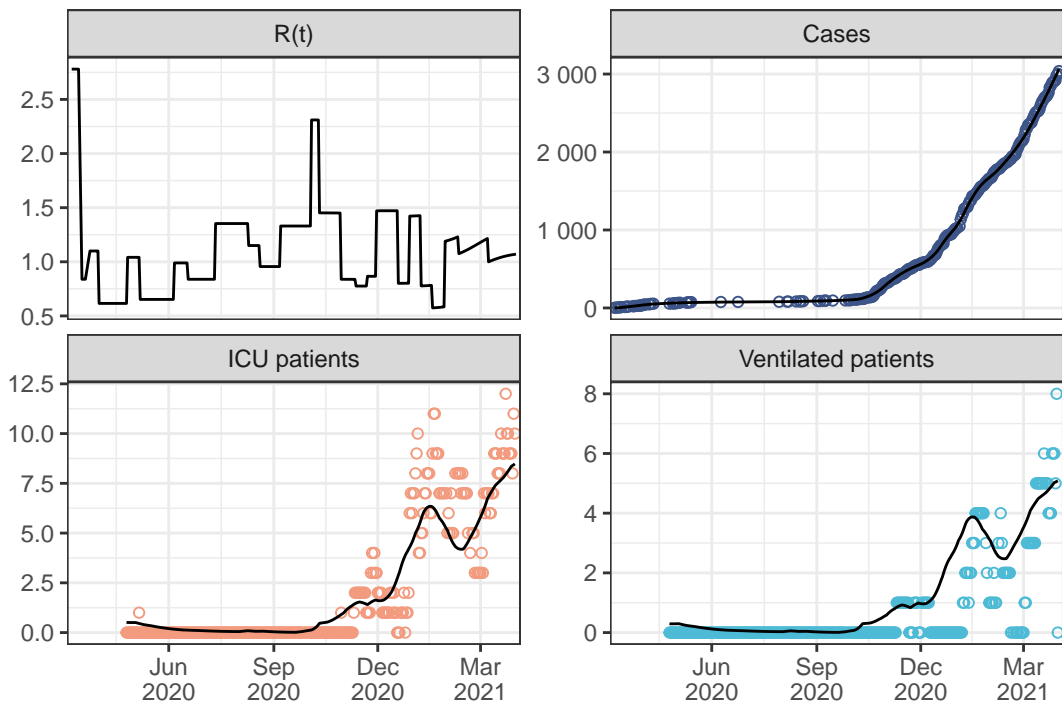 R(t)
Cases
2.5
2.0
1.5
1.0
0.5
3 000
2 000
1 000
0
ICU patients
Ventilated patients
12.5
10.0
7.5
5.0
2.5
0.0
8
6
4
2
0
Jun Sep Dec Mar
2020 2020 2020 2021
Jun Sep Dec Mar
2020 2020 2020 2021